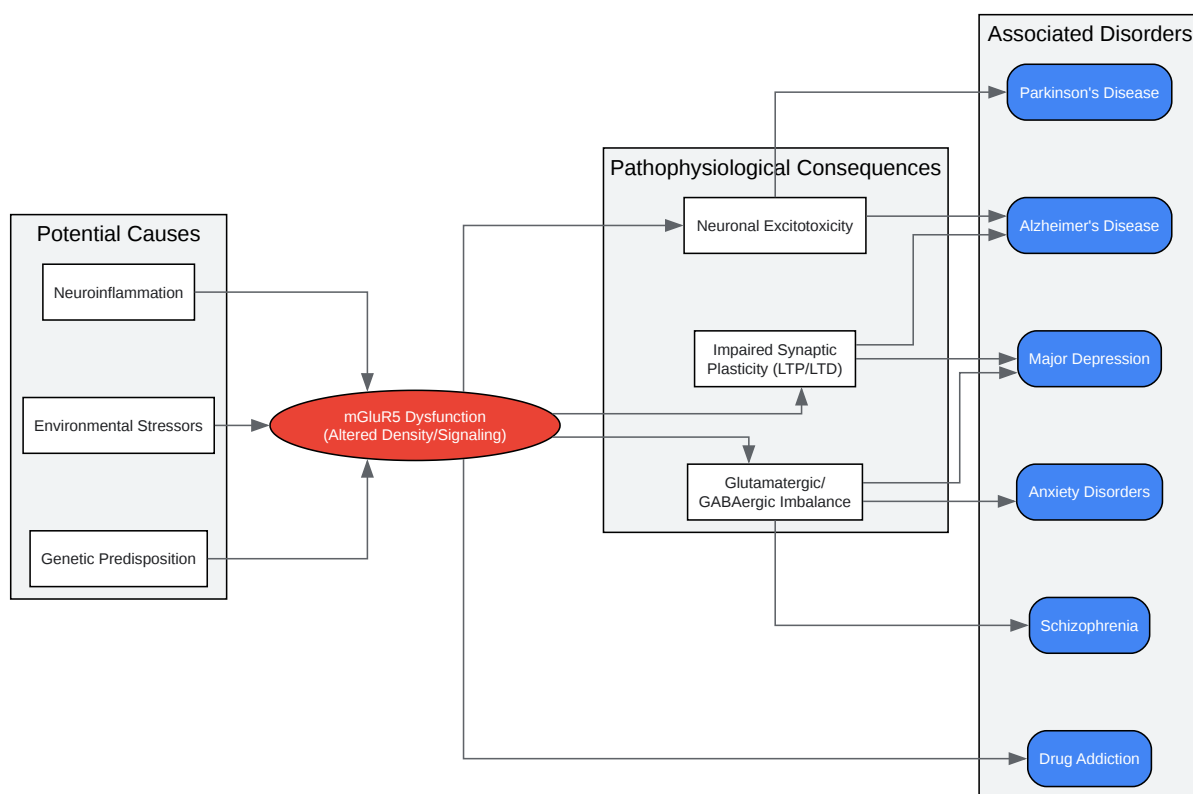 Potential Causes
Neuroinflammation
Environmental Stressors
Genetic Predisposition
mGluR5 Dysfunction
(Altered Density/Signaling)
Pathophysiological Consequences
Neuronal Excitotoxicity
Impaired Synaptic
Plasticity (LTP/LTD)
Glutamatergic/
GABAergic Imbalance
Associated Disorders
Parkinson's Disease
Alzheimer's Disease
Major Depression
Anxiety Disorders
Schizophrenia
Drug Addiction